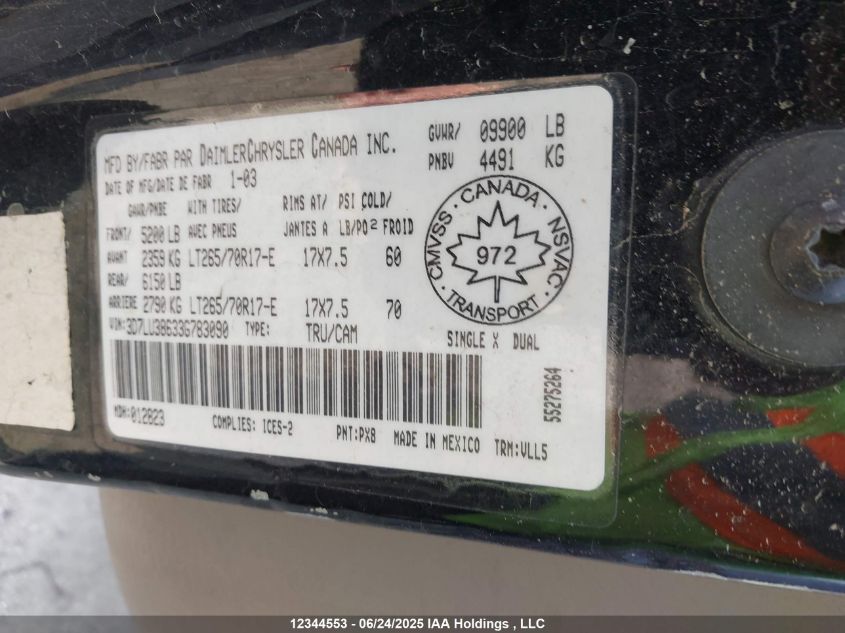 MFD BY/FABR PAR DAIMLERCHRYSLER CANADA INC.
GVWR/ 09900 LB
PNBV 4491 KG
DATE OF MFG/DATE DE FABR 1-03
GAWR/PNBE WITH TIRES/ RIMS AT/ PSI COLD/
FRONT/ 5200 LB AVEC PNEUS JANTES A LB/PO2 FROID
AVANT 2359 KG LT265/70R17-E 17X7.5 60
REAR/ 6150 LB
ARRIERE 2790 KG LT265/70R17-E 17X7.5 70
VIN: 3D7LU38633G783090 TYPE: TRU/CAM SINGLE X DUAL
CMVSS · CANADA · NSVAC · TRANSPORT ·
972
55275264
MDH:012823 COMPLIES: ICES-2 PNT:PX8 MADE IN MEXICO TRM:VLL5
12344553 - 06/24/2025 IAA Holdings , LLC